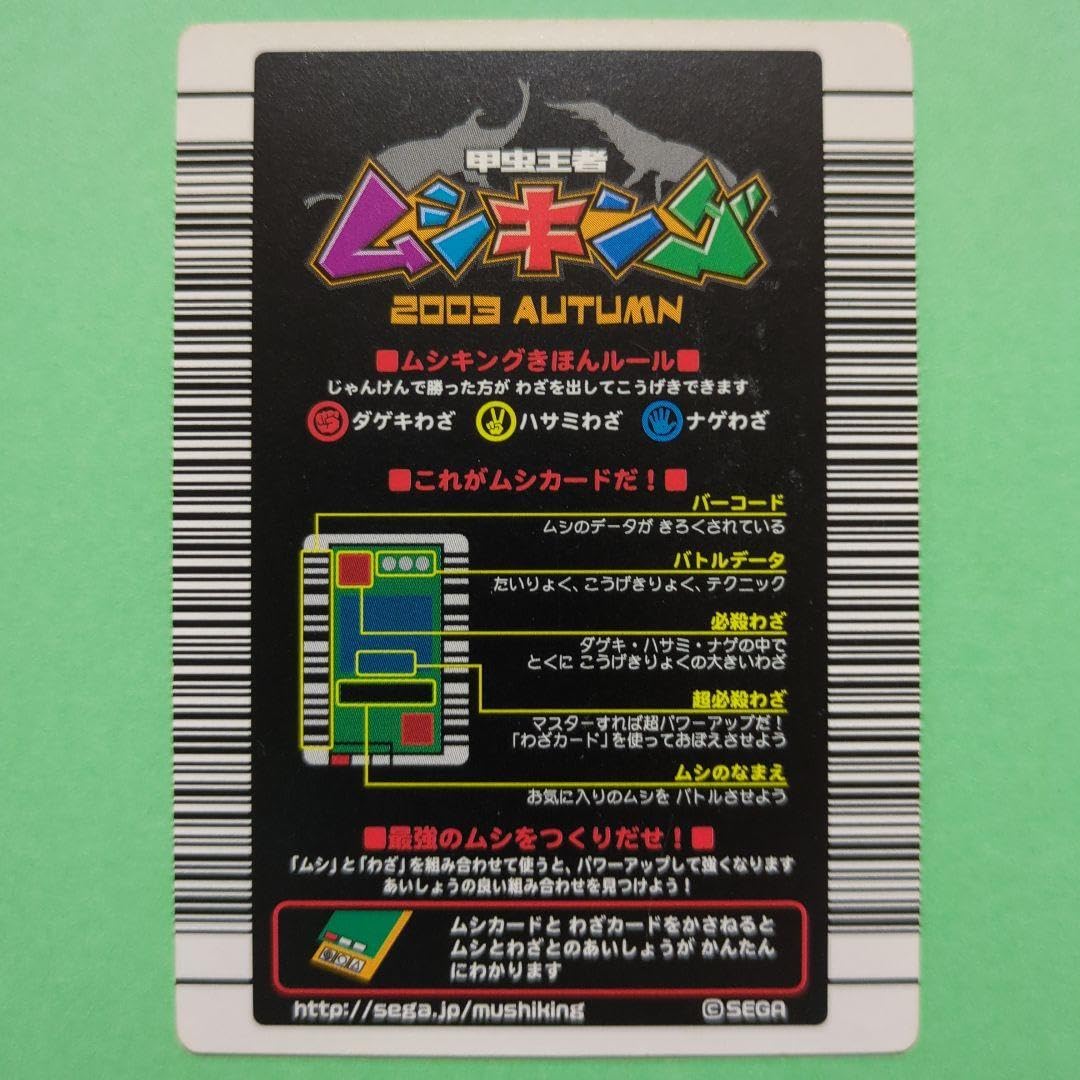 甲虫王者
ムシキング
2003 AUTUMN
■ムシキングきほんルール■
じゃんけんで勝った方が わざを出してこうげきできます
ダゲキわざ ハサミわざ ナゲわざ
■これがムシカードだ！■
バーコード
ムシのデータが きろくされている
バトルデータ
たいりょく、こうげきりょく、テクニック
必殺わざ
ダゲキ・ハサミ・ナゲの中で
とくに こうげきりょくの大きいわざ
超必殺わざ
マスターすれば超パワーアップだ！
「わざカード」を使っておぼえさせよう
ムシのなまえ
お気に入りのムシを バトルさせよう
■最強のムシをつくりだせ！■
「ムシ」と「わざ」を組み合わせて使うと、パワーアップして強くなります
あいしょうの良い組み合わせを見つけよう！
ムシカードと わざカードをかさねると
ムシとわざとのあいしょうが かんたん
にわかります
http://sega.jp/mushiking ©SEGA